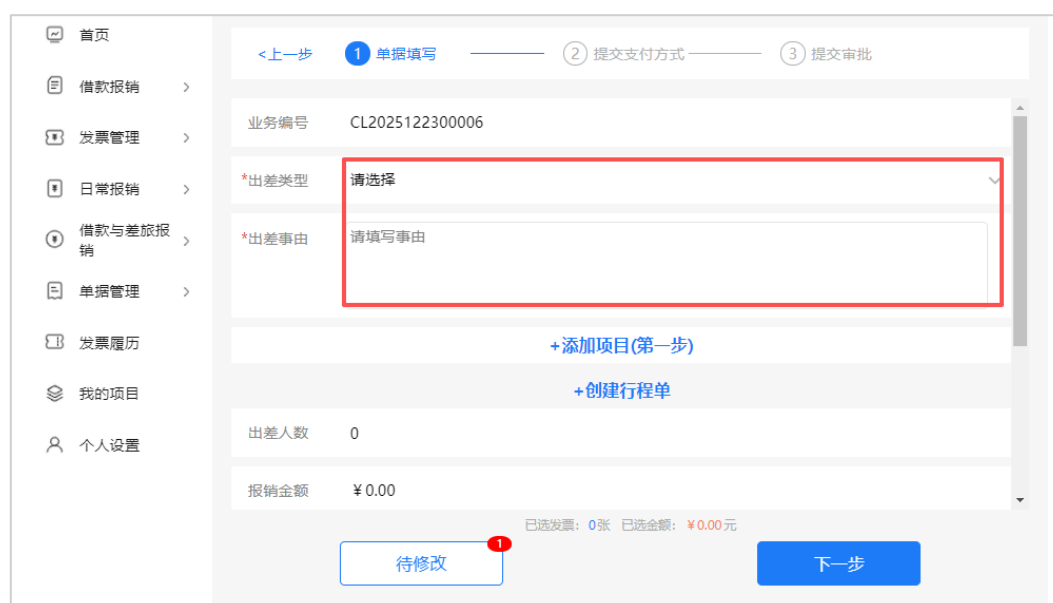 首页
借款报销
发票管理
日常报销
借款与差旅报
销
单据管理
发票履历
我的项目
个人设置
<上一步 1 单据填写 2 提交支付方式 3 提交审批
业务编号 CL2025122300006
*出差类型 请选择
*出差事由 请填写事由
+添加项目(第一步)
+创建行程单
出差人数 0
报销金额 ¥0.00
已选发票: 0张 已选金额: ¥0.00元
待修改 1
下一步